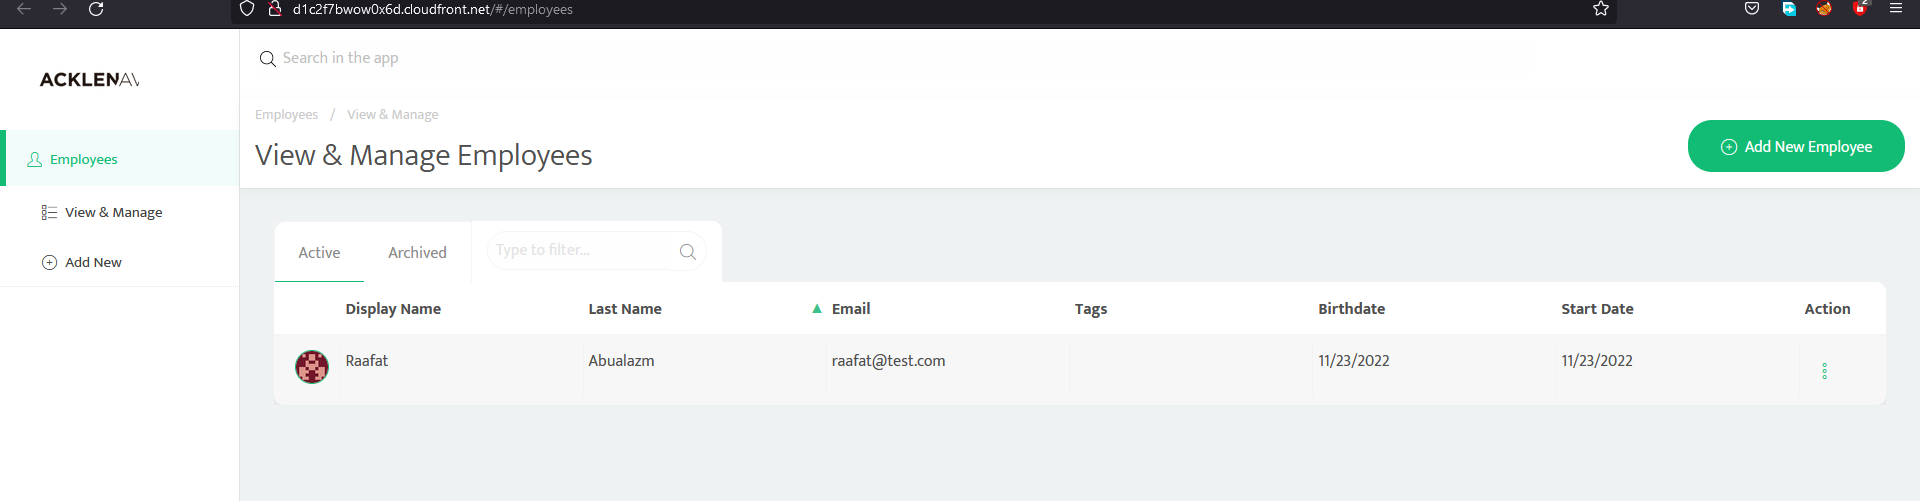 d1c2f7bwow0x6d.cloudfront.net/#/employees
2
ACKLENAV
Search in the app
Employees / View & Manage
View & Manage Employees
Add New Employee
Employees
View & Manage
Add New
Active Archived Type to filter...
Display Name Last Name ▲ Email Tags Birthdate Start Date Action
Raafat Abualazm raafat@test.com 11/23/2022 11/23/2022